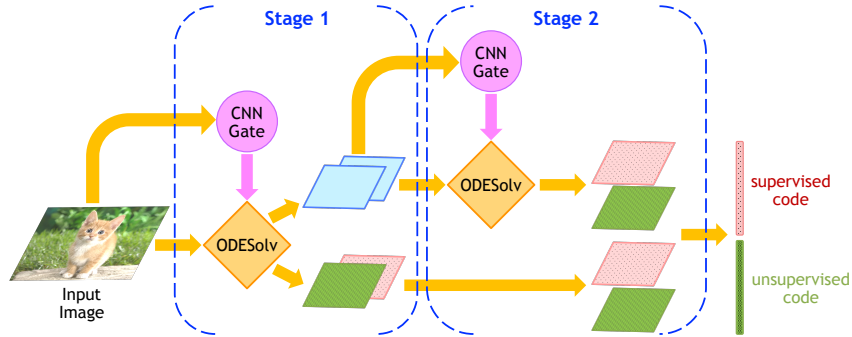 Stage 1
Stage 2
CNN
Gate
CNN
Gate
ODESolv
ODESolv
Input
Image
supervised
code
unsupervised
code